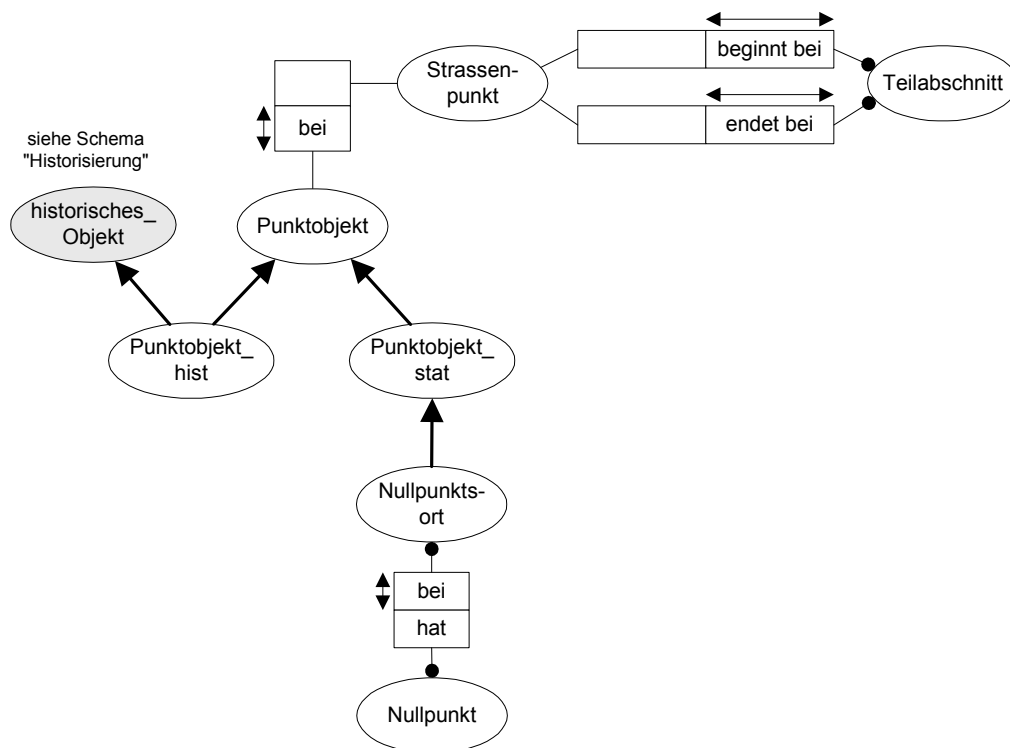 beginnt bei
Strassen-
punkt
Teilabschnitt
bei
endet bei
siehe Schema
"Historisierung"
historisches_
Objekt
Punktobjekt
Punktobjekt_
hist
Punktobjekt_
stat
Nullpunkts-
ort
bei
hat
Nullpunkt